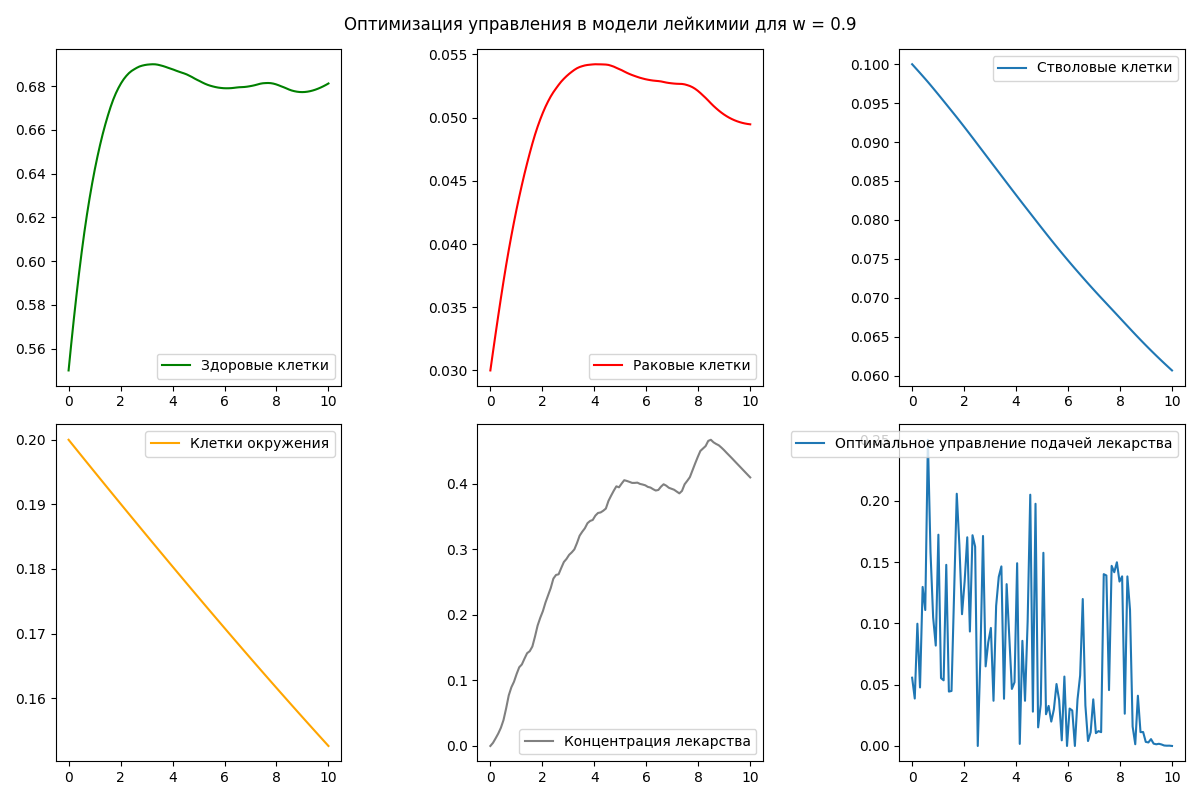 Оптимизация управления в модели лейкимии для w = 0.9
0.68
0.66
0.64
0.62
0.60
0.58
0.56
Здоровые клетки
0 2 4 6 8 10
0.055
0.050
0.045
0.040
0.035
0.030
Раковые клетки
0 2 4 6 8 10
Стволовые клетки
0.100
0.095
0.090
0.085
0.080
0.075
0.070
0.065
0.060
0 2 4 6 8 10
Клетки окружения
0.20
0.19
0.18
0.17
0.16
0 2 4 6 8 10
0.4
0.3
0.2
0.1
0.0
Концентрация лекарства
0 2 4 6 8 10
Оптимальное управление подачей лекарства
0.25
0.20
0.15
0.10
0.05
0.00
0 2 4 6 8 10